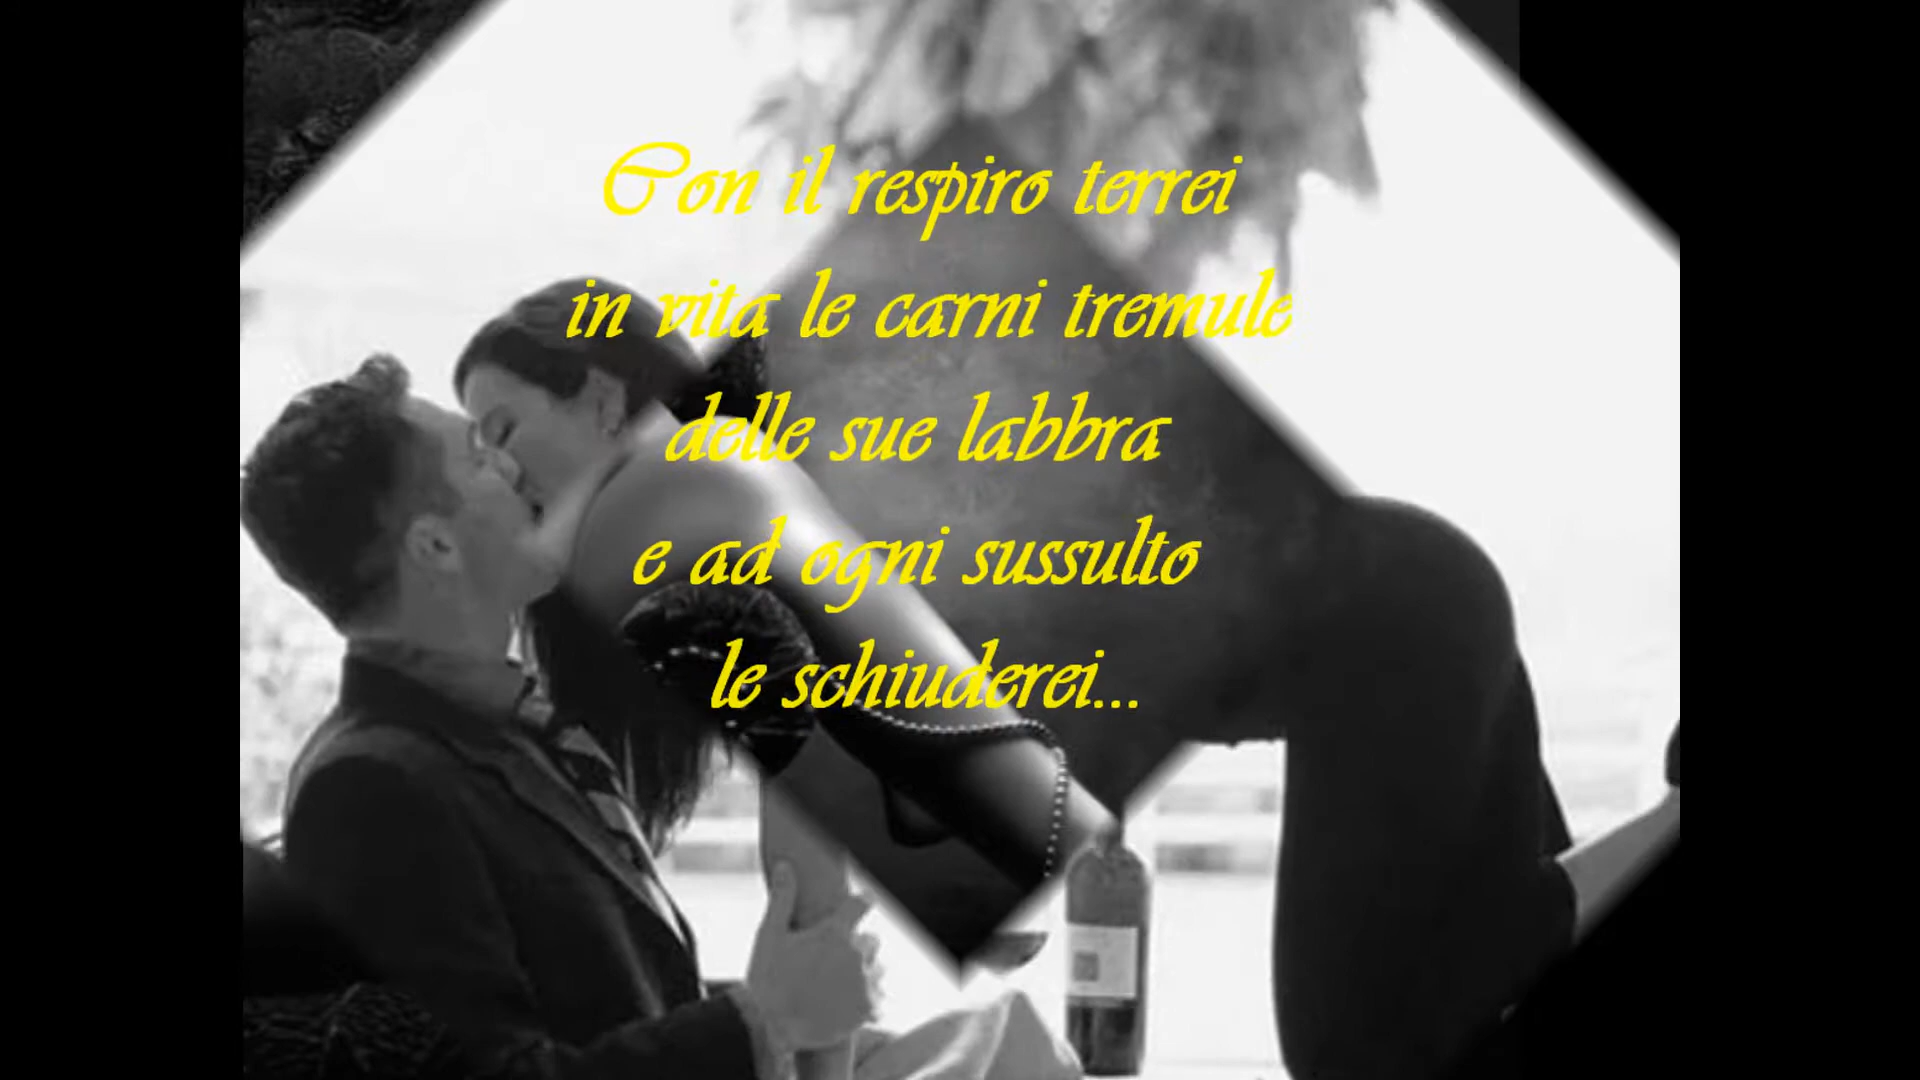 Con il respiro terrei
in vita le carni tremule
delle sue labbra
e ad ogni sussulto
le schiuderei...